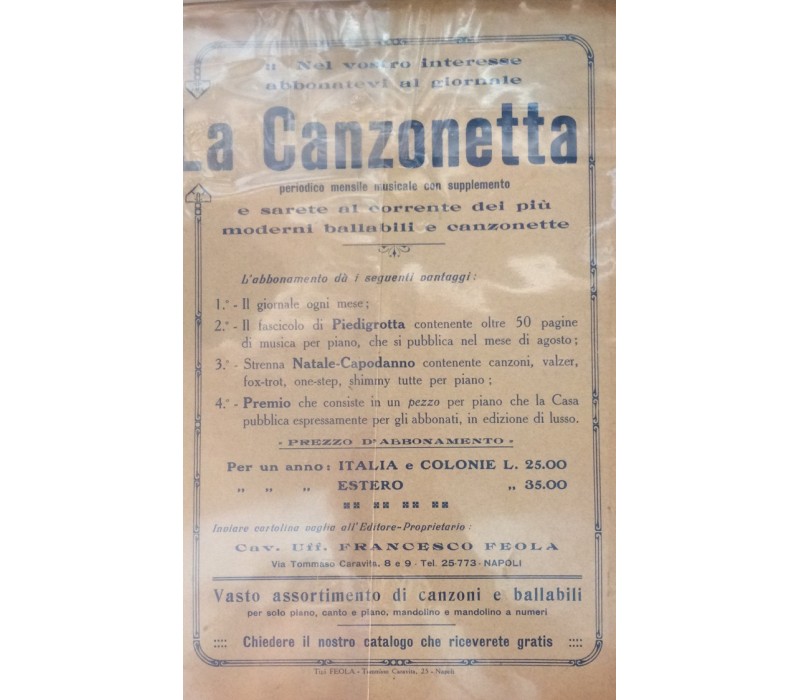 :: Nel vostro interesse
abbonatevi al giornale
La Canzonetta
periodico mensile musicale con supplemento
e sarete al corrente dei più
moderni ballabili e canzonette
L'abbonamento dà i seguenti vantaggi:
1.° - Il giornale ogni mese;
2.° - Il fascicolo di Piedigrotta contenente oltre 50 pagine
di musica per piano, che si pubblica nel mese di agosto;
3.° - Strenna Natale-Capodanno contenente canzoni, valzer,
fox-trot, one-step, shimmy tutte per piano;
4.° - Premio che consiste in un pezzo per piano che la Casa
pubblica espressamente per gli abbonati, in edizione di lusso.
- PREZZO D'ABBONAMENTO -
Per un anno: ITALIA e COLONIE L. 25.00
„ „ „ ESTERO „ 35.00
Inviare cartolina vaglia all'Editore-Proprietario:
Cav. Uff. FRANCESCO FEOLA
Via Tommaso Caravita, 8 e 9 - Tel. 25-773 - NAPOLI
Vasto assortimento di canzoni e ballabili
per solo piano, canto e piano, mandolino e mandolino a numeri
:::: Chiedere il nostro catalogo che riceverete gratis ::::
Tip. FEOLA - Tommaso Caravita, 25 - Napoli